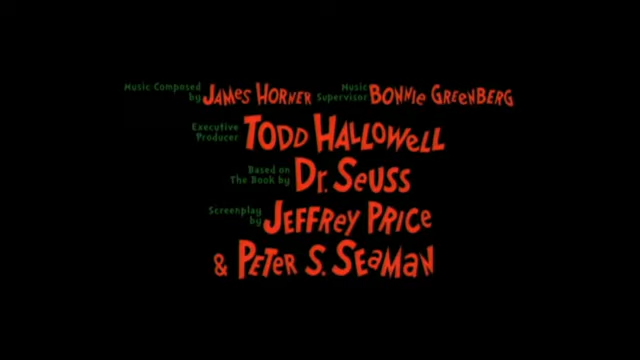 Music Composed by JAMES HORNER Music Supervisor BONNIE GREENBERG
Executive Producer TODD HALLOWELL
Based on The Book by DR. SEUSS
Screenplay by JEFFREY PRICE
& PETER S. SEAMAN